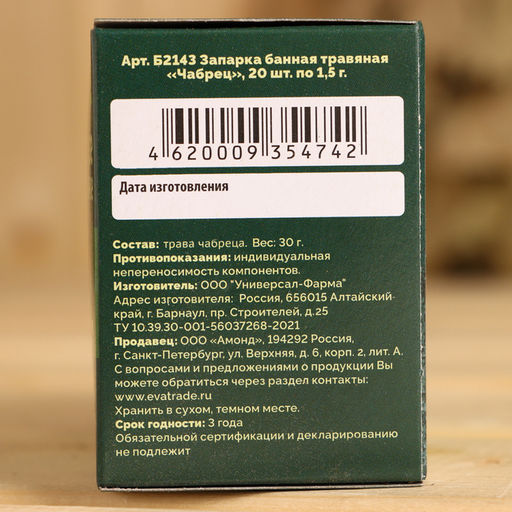 Арт. Б2143 Запарка банная травяная
«Чабрец», 20 шт. по 1,5 г.
4 620009 354742
Дата изготовления
Состав: трава чабреца. Вес: 30 г.
Противопоказания: индивидуальная
непереносимость компонентов.
Изготовитель: ООО "Универсал-Фарма"
Адрес изготовителя: Россия, 656015 Алтайский
край, г. Барнаул, пр. Строителей, д.25
ТУ 10.39.30-001-56037268-2021
Продавец: ООО «Амонд», 194292 Россия,
г. Санкт-Петербург, ул. Верхняя, д. 6, корп. 2, лит. А.
С вопросами и предложениями о продукции Вы
можете обратиться через раздел контакты:
www.evatrade.ru
Хранить в сухом, темном месте.
Срок годности: 3 года
Обязательной сертификации и декларированию
не подлежит